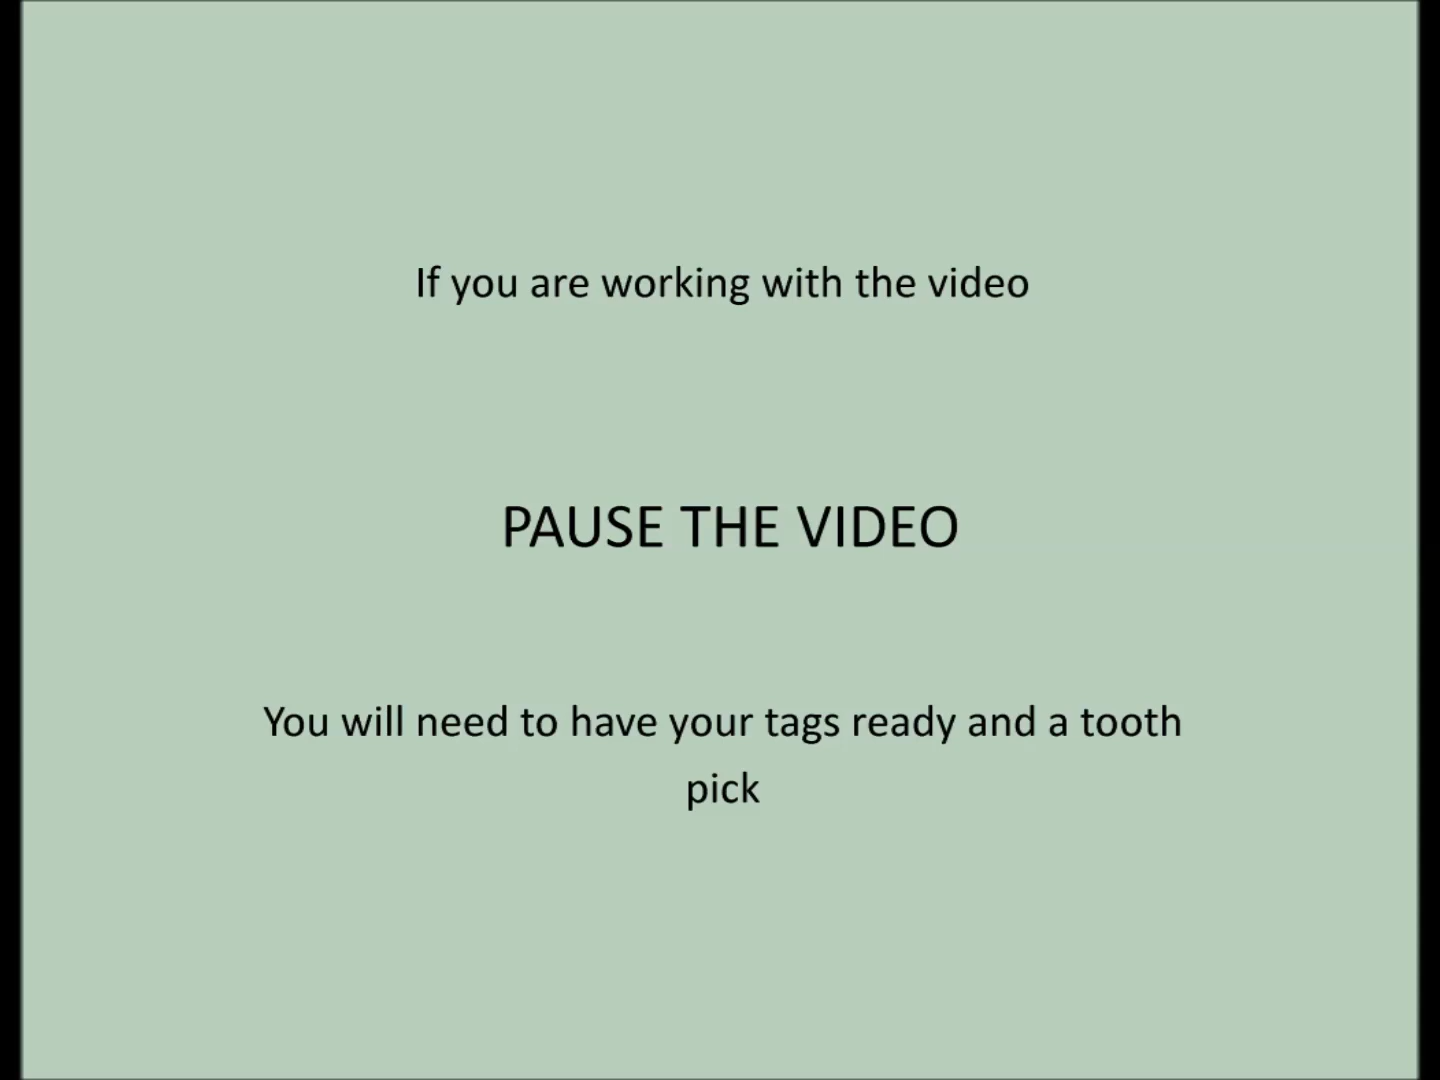 If you are working with the video
PAUSE THE VIDEO
You will need to have your tags ready and a tooth
pick